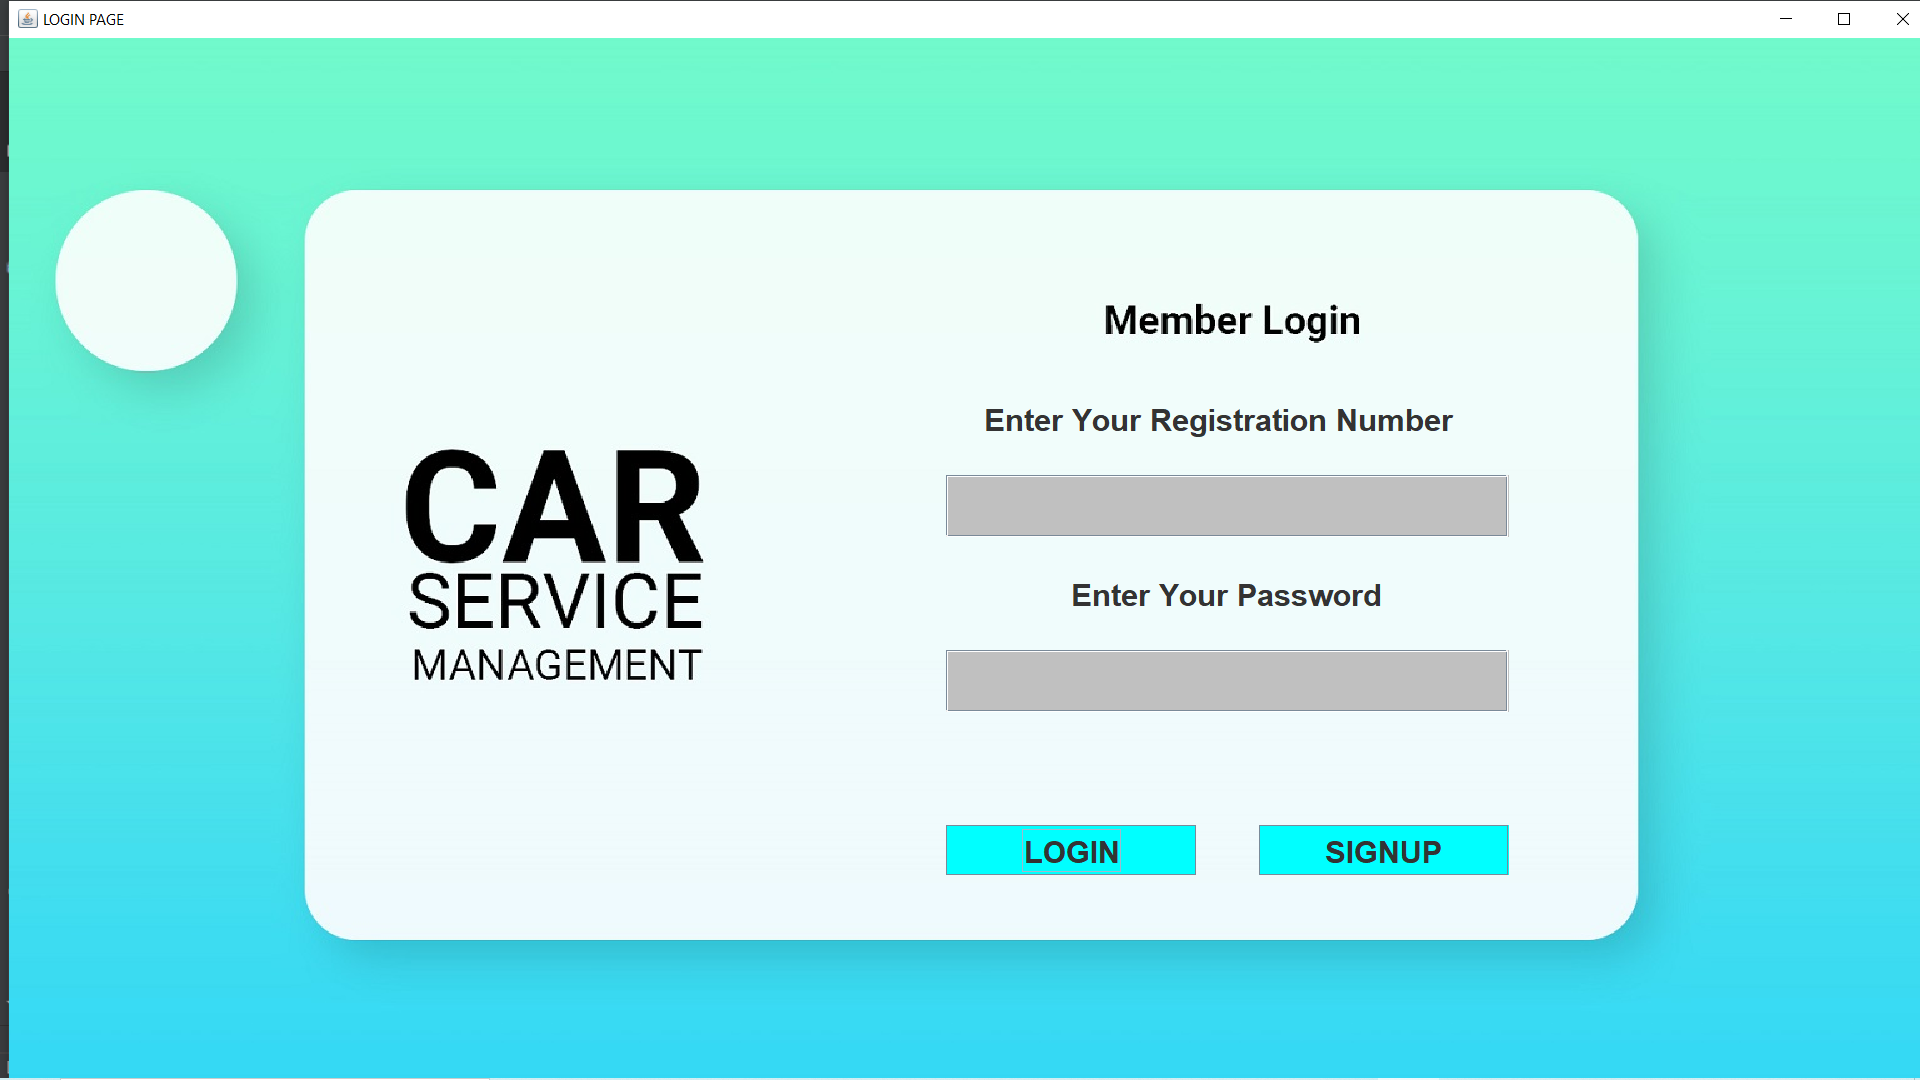 LOGIN PAGE
CAR
SERVICE
MANAGEMENT
Member Login
Enter Your Registration Number
Enter Your Password
LOGIN
SIGNUP